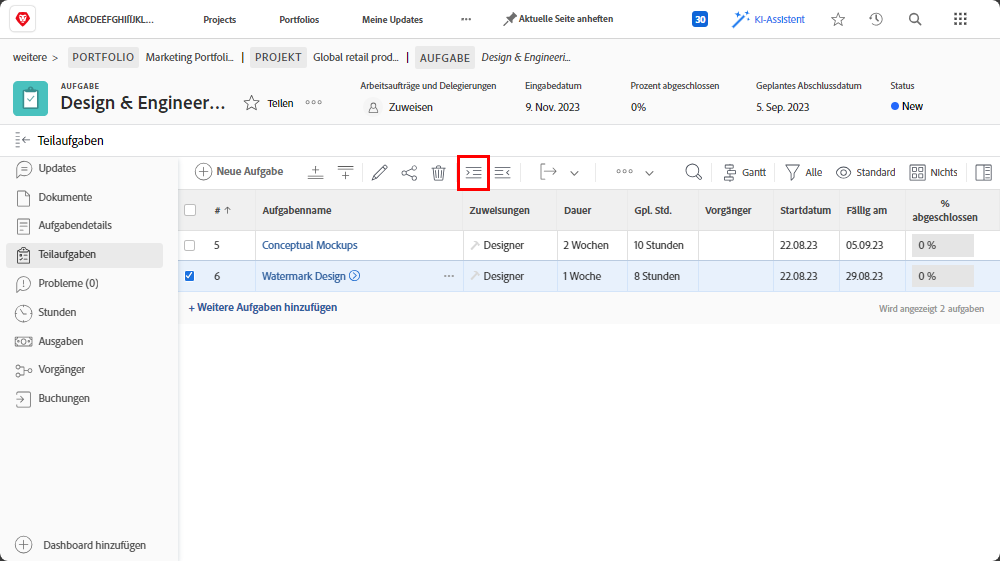 AÁBCDEÉFGHIÍJKL... Projects Portfolios Meine Updates ••• Aktuelle Seite anheften 30 KI-Assistent
weitere > PORTFOLIO Marketing Portfoli... | PROJEKT Global retail prod... | AUFGABE Design & Engineeri...
AUFGABE
Design & Engineer... Teilen
Arbeitsaufträge und Delegierungen
Zuweisen
Eingabedatum
9. Nov. 2023
Prozent abgeschlossen
0%
Geplantes Abschlussdatum
5. Sep. 2023
Status
New
Teilaufgaben
Updates
Dokumente
Aufgabendetails
Teilaufgaben
Probleme (0)
Stunden
Ausgaben
Vorgänger
Buchungen
Dashboard hinzufügen
Neue Aufgabe Gantt Alle Standard Nichts
# ↑ Aufgabenname Zuweisungen Dauer Gpl. Std. Vorgänger Startdatum Fällig am % abgeschlossen
5 Conceptual Mockups Designer 2 Wochen 10 Stunden 22.08.23 05.09.23 0 %
6 Watermark Design Designer 1 Woche 8 Stunden 22.08.23 29.08.23 0 %
+ Weitere Aufgaben hinzufügen
Wird angezeigt 2 aufgaben